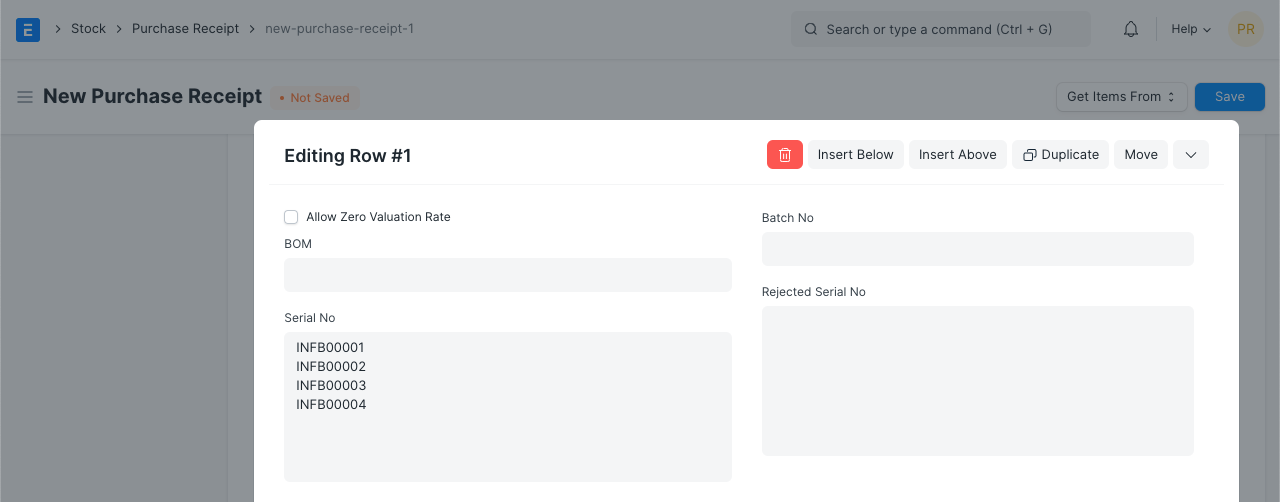 E > Stock > Purchase Receipt > new-purchase-receipt-1
Search or type a command (Ctrl + G)
Help
PR
New Purchase Receipt
• Not Saved
Get Items From
Save
Editing Row #1
Insert Below
Insert Above
Duplicate
Move
Allow Zero Valuation Rate
BOM
Serial No
INFB00001
INFB00002
INFB00003
INFB00004
Batch No
Rejected Serial No